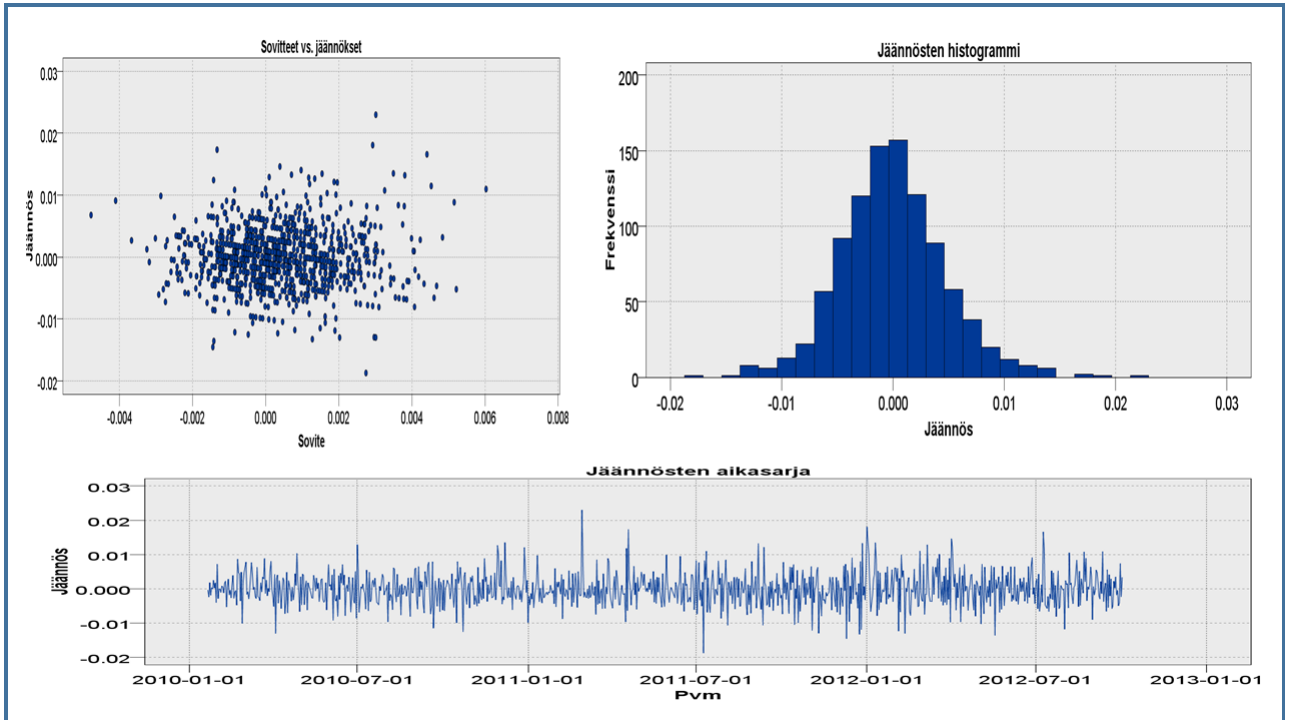 Sovitteet vs. jäännökset
0.03
0.02
0.01
0.000
-0.01
-0.02
Jäännös
-0.004 -0.002 0.000 0.002 0.004 0.006 0.008
Sovite
Jäännösten histogrammi
200
150
100
50
0
Frekvenssi
-0.02 -0.01 0.000 0.01 0.02 0.03
Jäännös
Jäännösten aikasarja
0.03
0.02
0.01
0.000
-0.01
-0.02
Jäännös
2010-01-01 2010-07-01 2011-01-01 2011-07-01 2012-01-01 2012-07-01 2013-01-01
Pvm